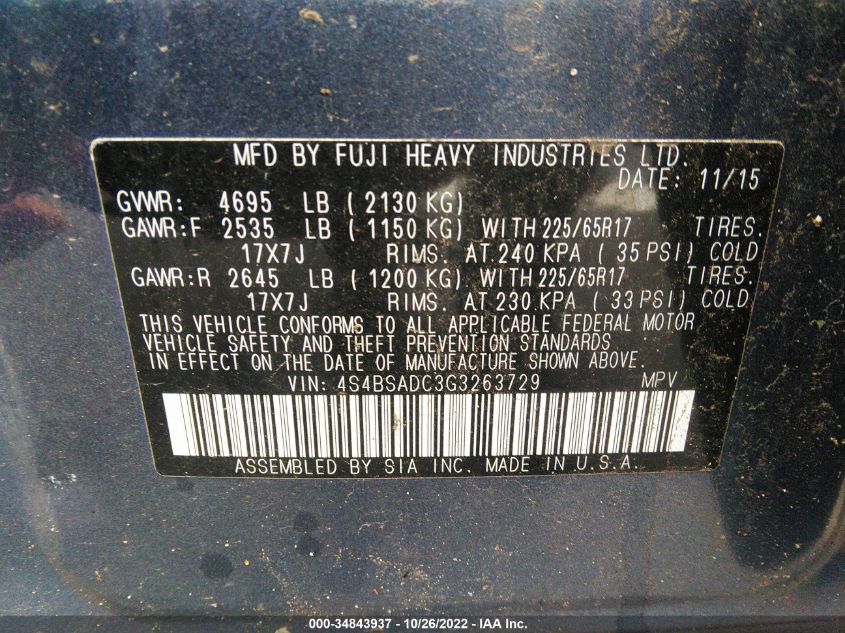 MFD BY FUJI HEAVY INDUSTRIES LTD.
DATE: 11/15
GVWR: 4695 LB ( 2130 KG)
GAWR:F 2535 LB ( 1150 KG) WITH 225/65R17 TIRES.
17X7J RIMS. AT 240 KPA ( 35 PSI) COLD
GAWR:R 2645 LB ( 1200 KG) WITH 225/65R17 TIRES.
17X7J RIMS. AT 230 KPA ( 33 PSI) COLD
THIS VEHICLE CONFORMS TO ALL APPLICABLE FEDERAL MOTOR
VEHICLE SAFETY AND THEFT PREVENTION STANDARDS
IN EFFECT ON THE DATE OF MANUFACTURE SHOWN ABOVE.
VIN: 4S4BSADC3G3263729 MPV
ASSEMBLED BY SIA INC. MADE IN U.S.A.
000-34843937 - 10/26/2022 - IAA Inc.